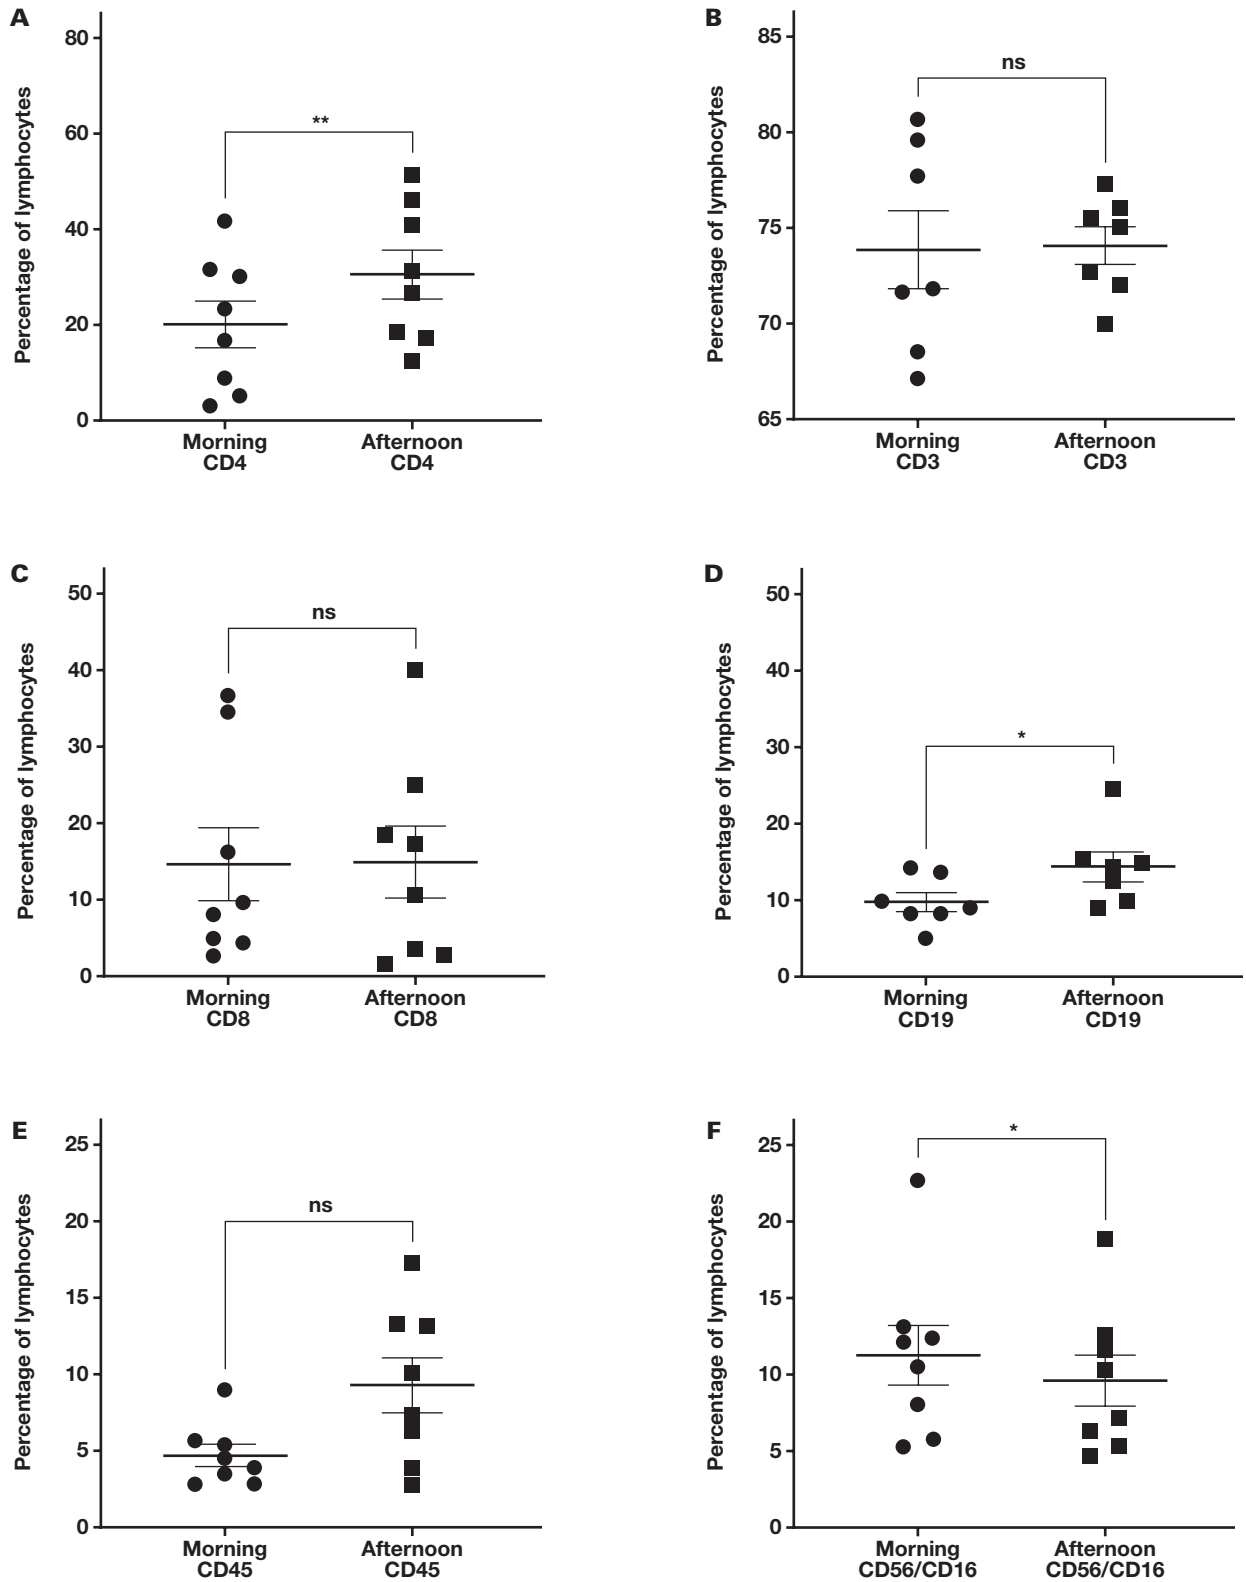 A
Percentage of lymphocytes
80
60
40
20
0
**
Morning
CD4
Afternoon
CD4
B
Percentage of lymphocytes
85
80
75
70
65
ns
Morning
CD3
Afternoon
CD3
C
Percentage of lymphocytes
50
40
30
20
10
0
ns
Morning
CD8
Afternoon
CD8
D
Percentage of lymphocytes
50
40
30
20
10
0
*
Morning
CD19
Afternoon
CD19
E
Percentage of lymphocytes
25
20
15
10
5
0
ns
Morning
CD45
Afternoon
CD45
F
Percentage of lymphocytes
25
20
15
10
5
0
*
Morning
CD56/CD16
Afternoon
CD56/CD16